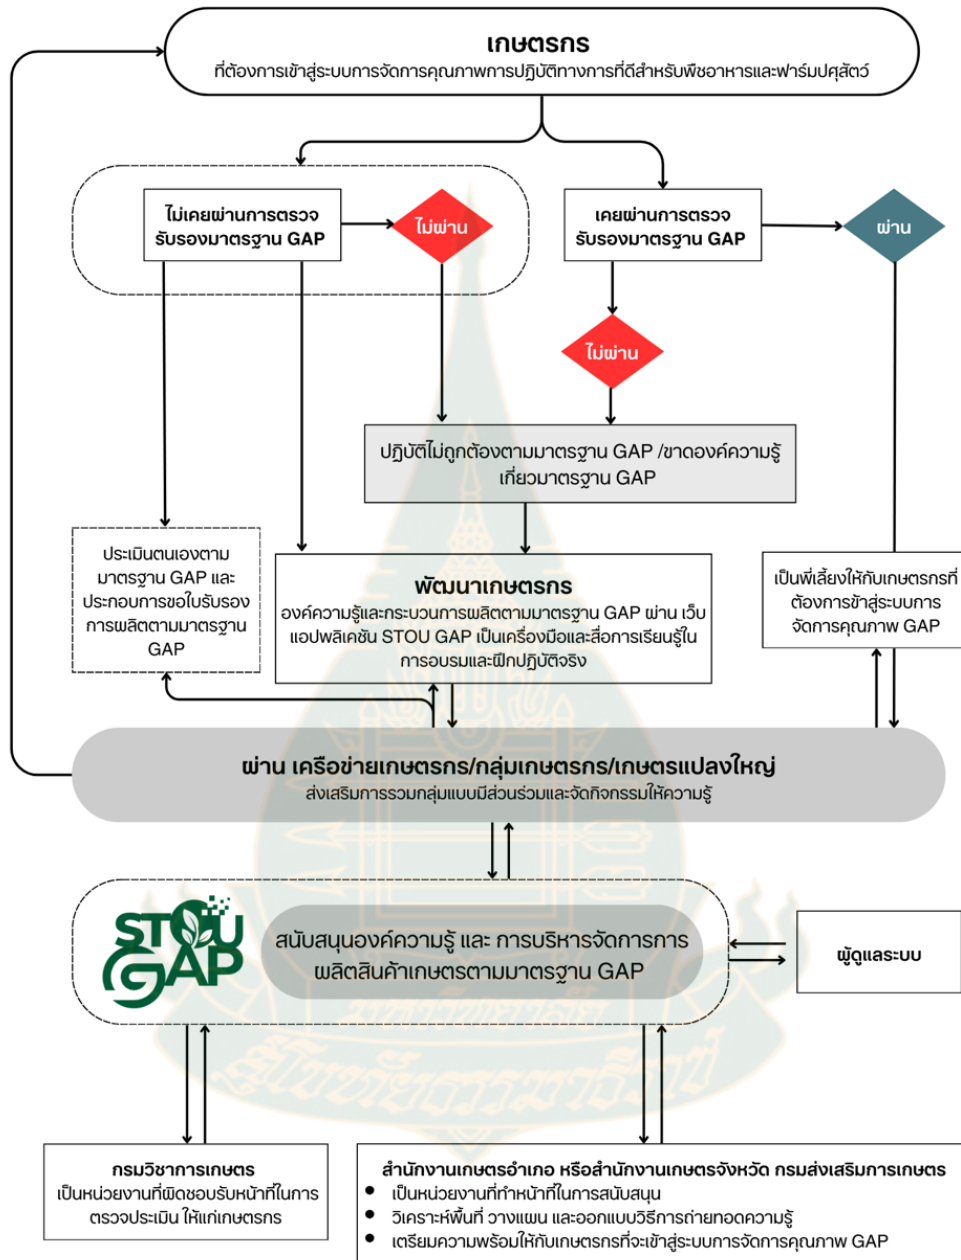 เกษตรกร
ที่ต้องการเข้าสู่ระบบการจัดการคุณภาพการปฏิบัติทางการที่ดีสำหรับพืชอาหารและฟาร์มปศุสัตว์
ไม่เคยผ่านการตรวจ
รับรองมาตรฐาน GAP
ไม่ผ่าน
เคยผ่านการตรวจ
รับรองมาตรฐาน GAP
ผ่าน
ไม่ผ่าน
ปฏิบัติไม่ถูกต้องตามมาตรฐาน GAP /ขาดองค์ความรู้
เกี่ยวมาตรฐาน GAP
ประเมินตนเองตาม
มาตรฐาน GAP และ
ประกอบการขอใบรับรอง
การผลิตตามมาตรฐาน
GAP
พัฒนาเกษตรกร
องค์ความรู้และกระบวนการผลิตตามมาตรฐาน GAP ผ่าน เว็บ
แอปพลิเคชัน STOU GAP เป็นเครื่องมือและสื่อการเรียนรู้ใน
การอบรมและฝึกปฏิบัติจริง
เป็นพี่เลี้ยงให้กับเกษตรกรที่
ต้องการข้าสู่ระบบการ
จัดการคุณภาพ GAP
ผ่าน เครือข่ายเกษตรกร/กลุ่มเกษตรกร/เกษตรแปลงใหญ่
ส่งเสริมการรวมกลุ่มแบบมีส่วนร่วมและจัดกิจกรรมให้ความรู้
STOU
GAP
สนับสนุนองค์ความรู้ และ การบริหารจัดการการ
ผลิตสินค้าเกษตรตามมาตรฐาน GAP
ผู้ดูแลระบบ
มหาวิทยาลัย
สุโขทัยธรรมาธิราช
กรมวิชาการเกษตร
เป็นหน่วยงานที่ผิดชอบรับหน้าที่ในการ
ตรวจประเมิน ให้แก่เกษตรกร
สำนักงานเกษตรอำเภอ หรือสำนักงานเกษตรจังหวัด กรมส่งเสริมการเกษตร
• เป็นหน่วยงานที่ทำหน้าที่ในการสนับสนุน
• วิเคราะห์พื้นที่ วางแผน และออกแบบวิธีการถ่ายทอดความรู้
• เตรียมความพร้อมให้กับเกษตรกรที่จะเข้าสู่ระบบการจัดการคุณภาพ GAP